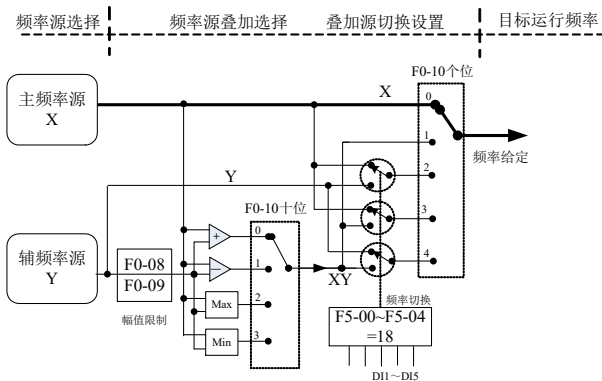 频率源选择
频率源叠加选择
叠加源切换设置
目标运行频率
F0-10个位
主频率源
X
X
0
1
2
3
4
频率给定
Y
F0-10十位
辅频率源
Y
F0-08
F0-09
幅值限制
+
—
Max
Min
0
1
2
3
XY
频率切换
F5-00~F5-04
=18
DI1~DI5